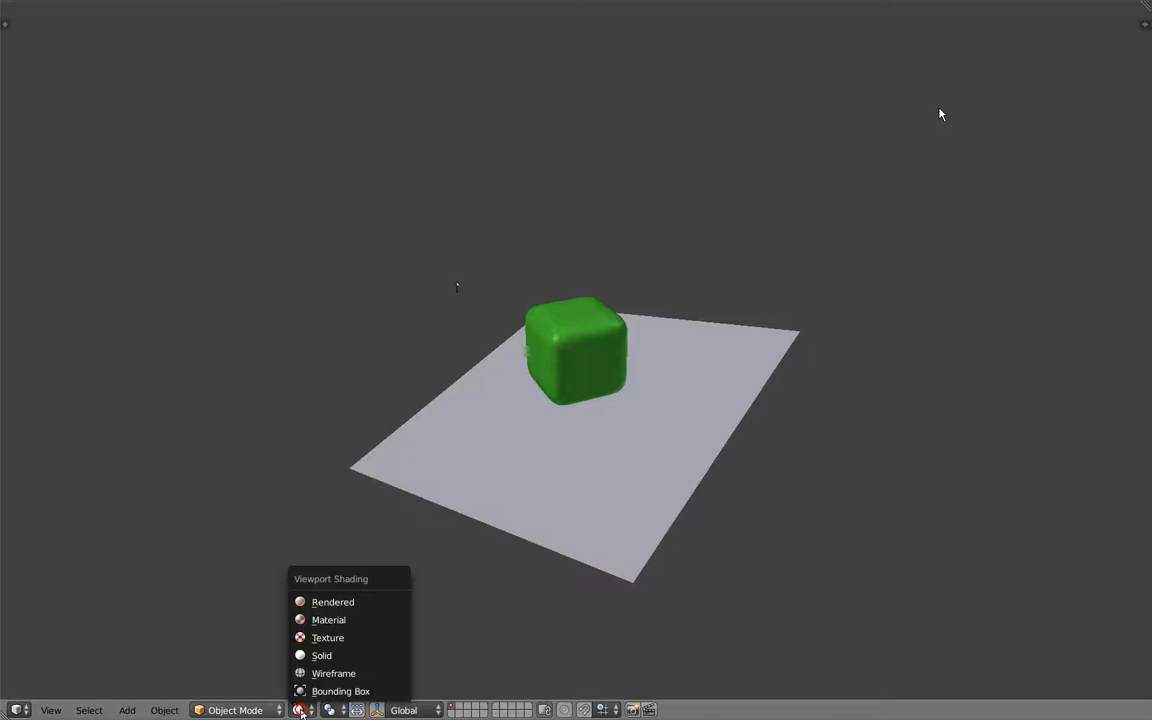 Viewport Shading
Rendered
Material
Texture
Solid
Wireframe
Bounding Box
View Select Add Object Object Mode Global